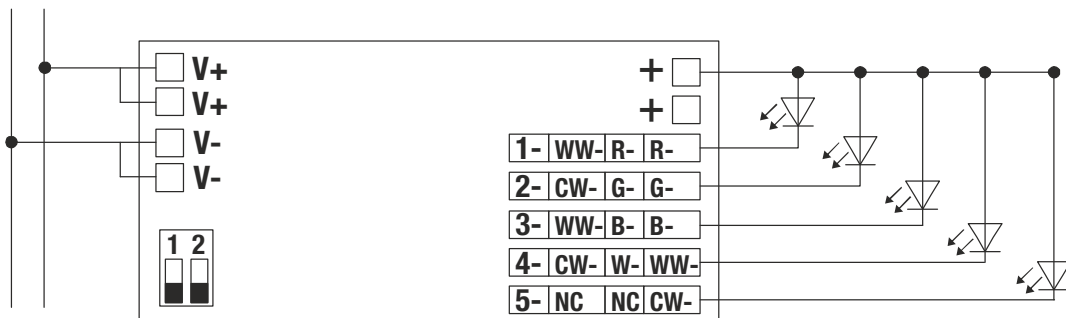 V+
V+
V-
V-
1 2
+
+
1- WW- R- R-
2- CW- G- G-
3- WW- B- B-
4- CW- W- WW-
5- NC NC CW-